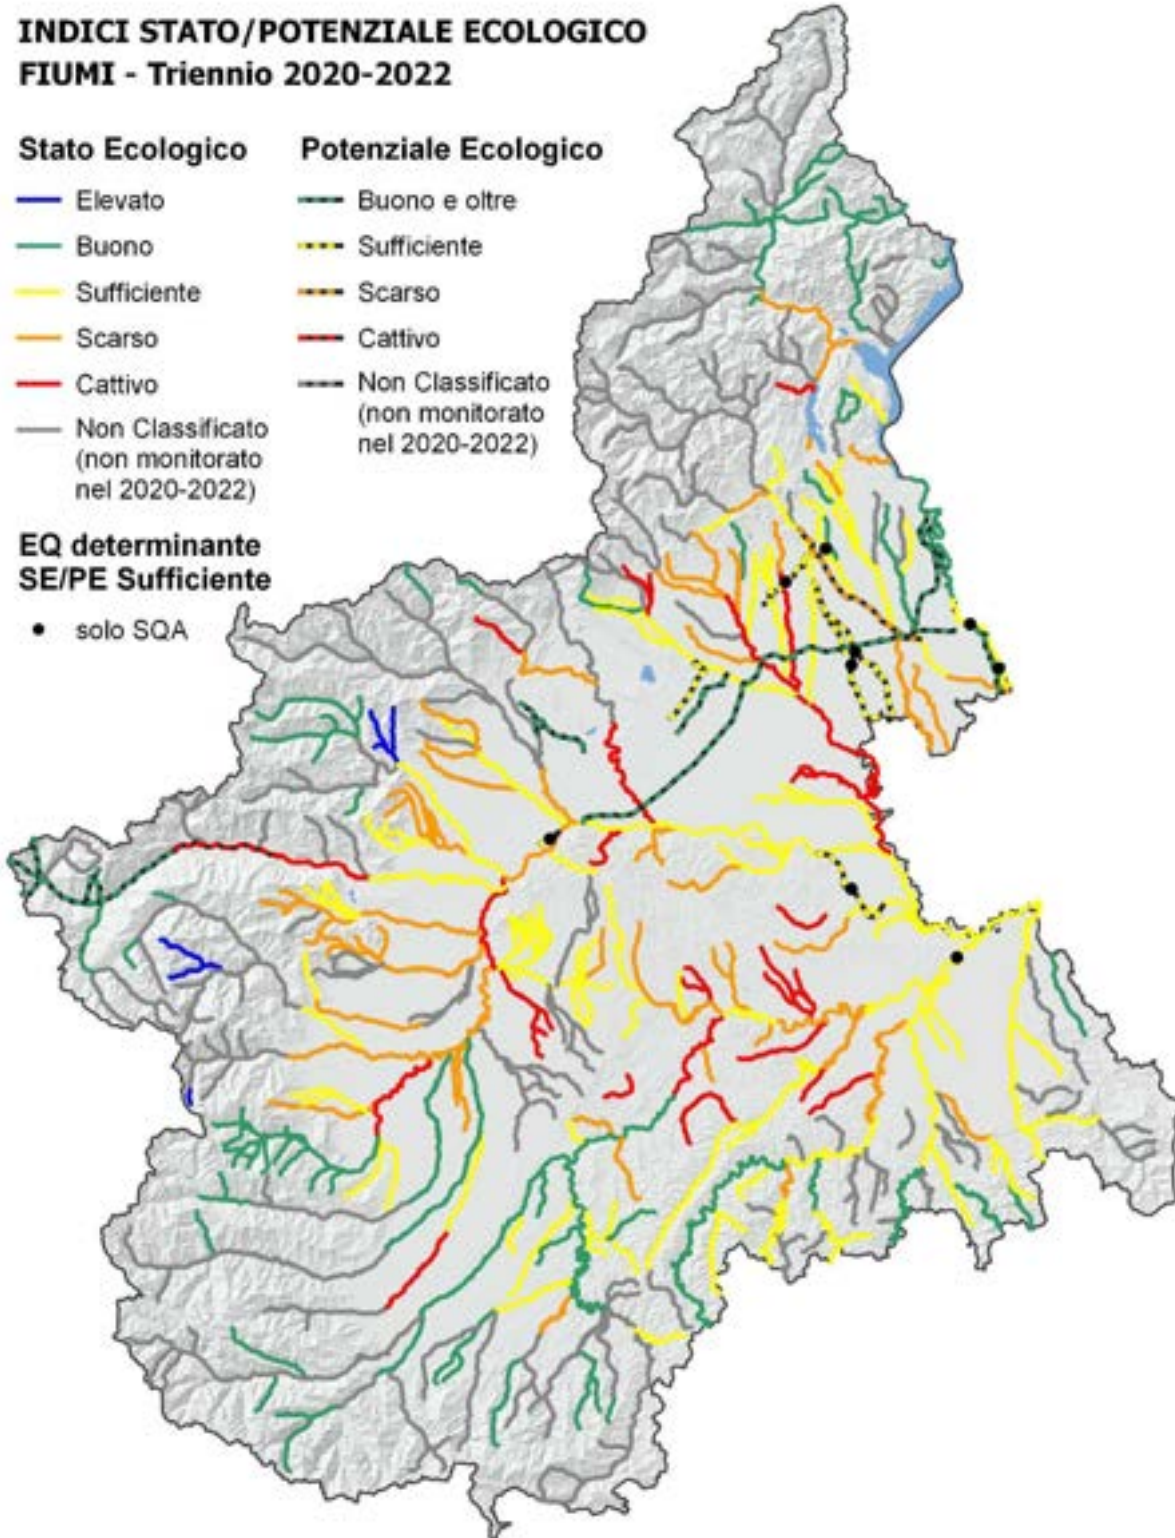 INDICI STATO/POTENZIALE ECOLOGICO
FIUMI - Triennio 2020-2022
Stato Ecologico
Elevato
Buono
Sufficiente
Scarso
Cattivo
Non Classificato
(non monitorato
nel 2020-2022)
Potenziale Ecologico
Buono e oltre
Sufficiente
Scarso
Cattivo
Non Classificato
(non monitorato
nel 2020-2022)
EQ determinante
SE/PE Sufficiente
solo SQA